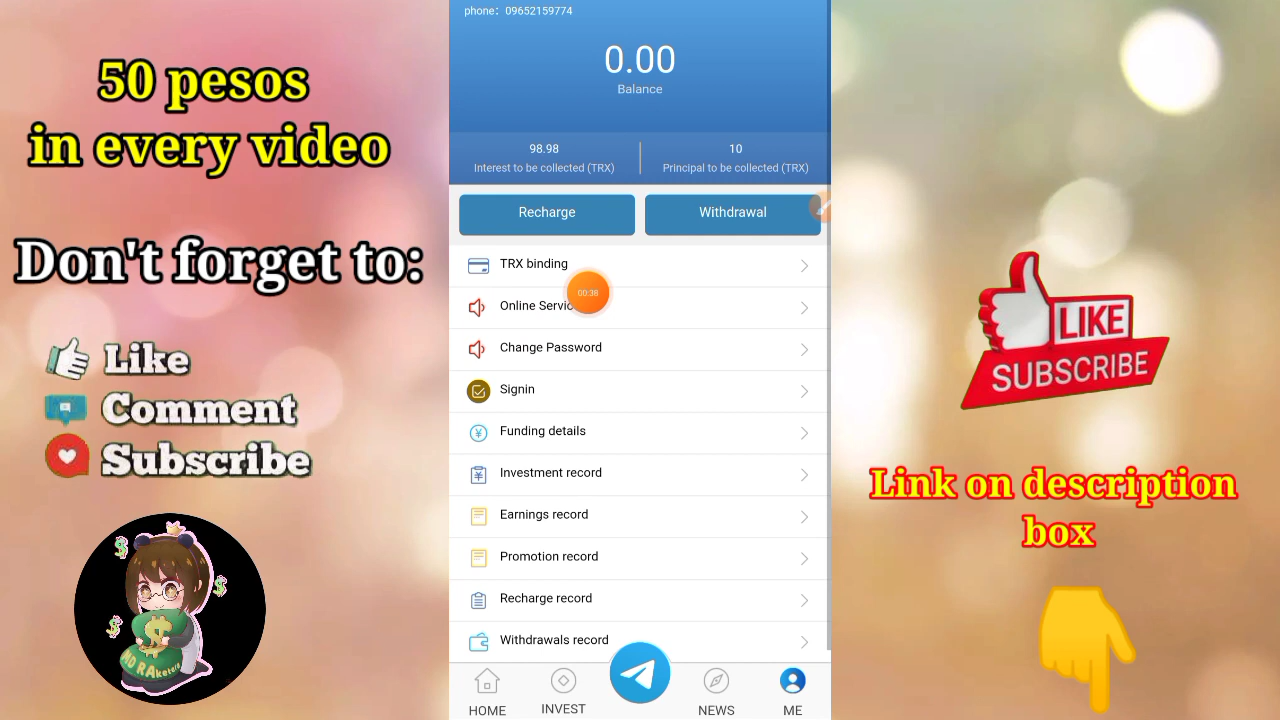 50 pesos
in every video
Don't forget to:
Like
Comment
Subscribe
phone: 09652159774
0.00
Balance
98.98
Interest to be collected (TRX)
10
Principal to be collected (TRX)
Recharge
Withdrawal
TRX binding
00:38
Change Password
Online
Signin
Funding details
Investment record
Earnings record
Promotion record
Recharge record
Withdrawals record
HOME
INVEST
NEWS
ME
LIKE
SUBSCRIBE
Link on description
box